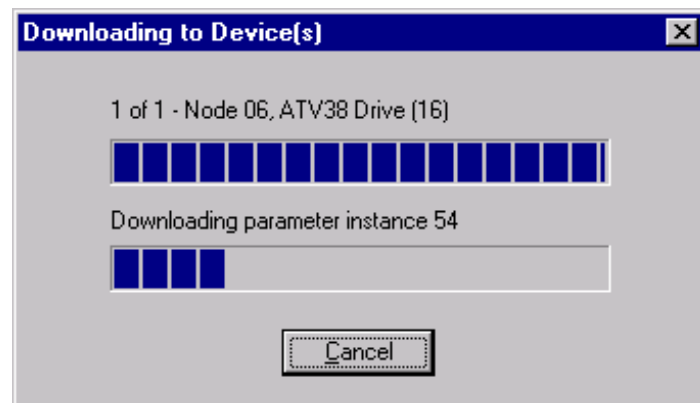 Downloading to Device(s)
1 of 1 - Node 06, ATV38 Drive (16)
Downloading parameter instance 54
Cancel